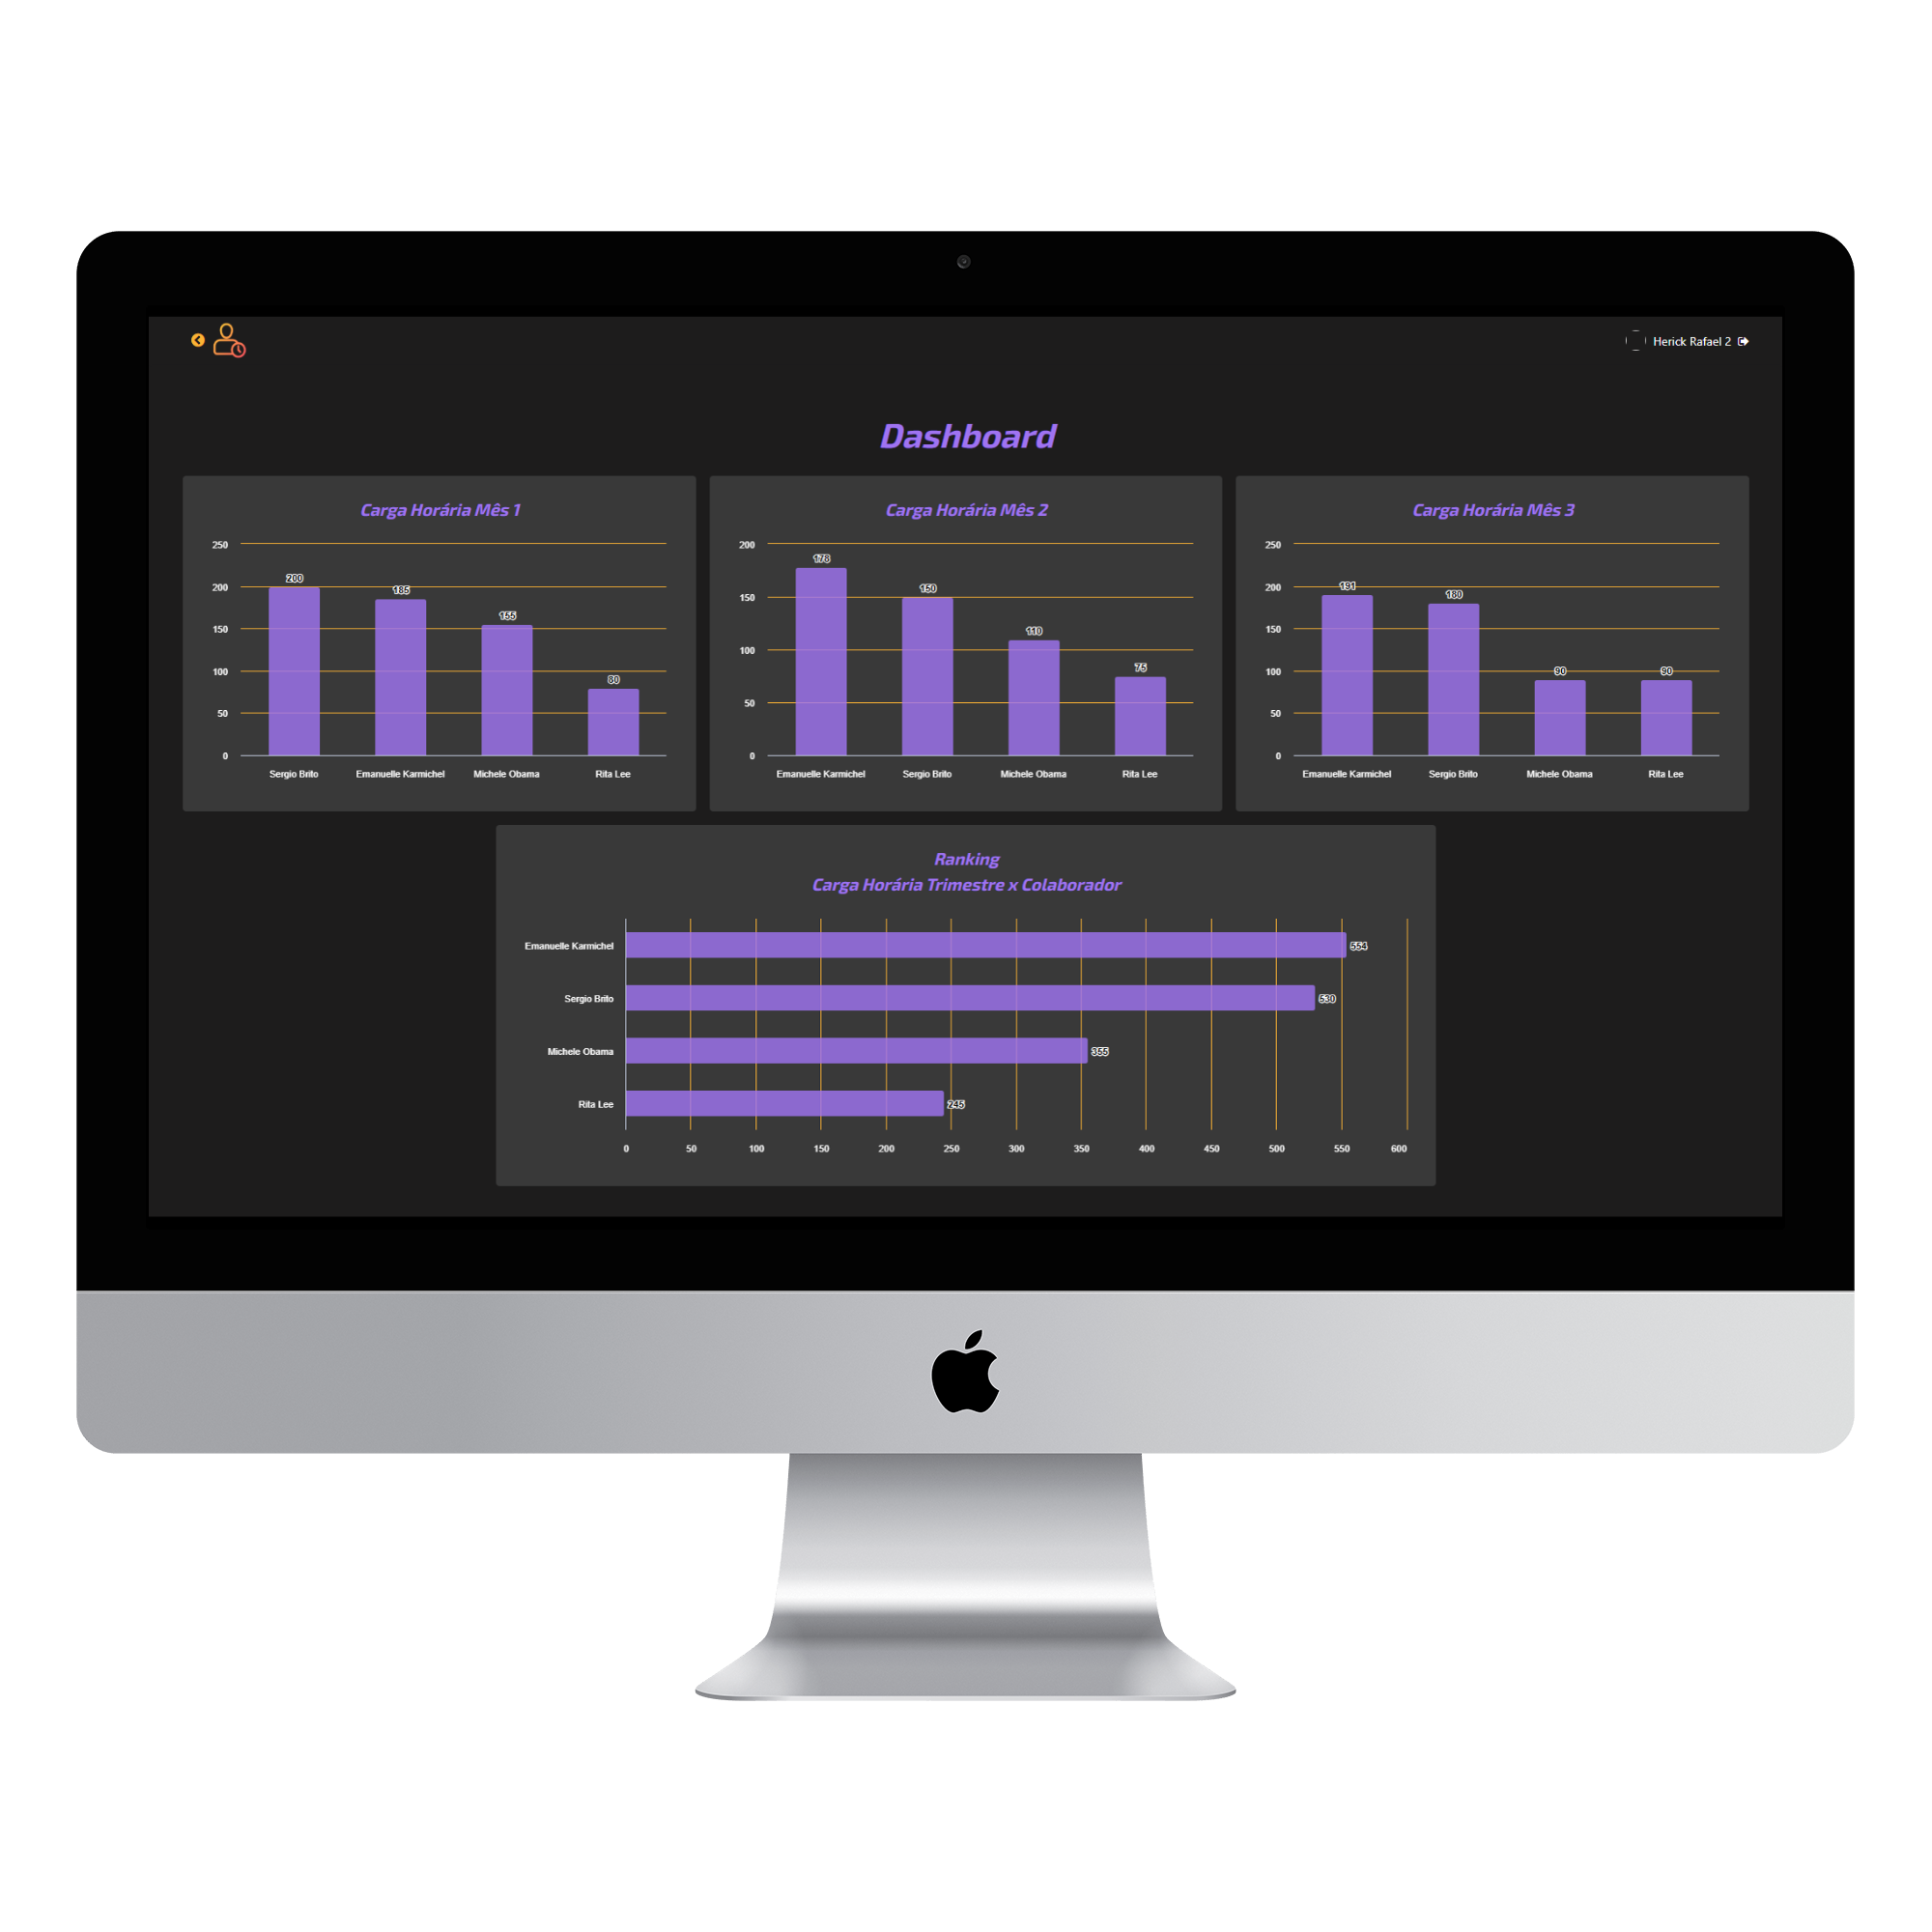 Herick Rafael 2
Dashboard
Carga Horária Mês 1
250
200
150
100
50
0
200
185
155
80
Sergio Brito
Emanuelle Karmichel
Michele Obama
Rita Lee
Carga Horária Mês 2
200
150
100
50
0
178
150
110
75
Emanuelle Karmichel
Sergio Brito
Michele Obama
Rita Lee
Carga Horária Mês 3
250
200
150
100
50
0
191
180
90
90
Emanuelle Karmichel
Sergio Brito
Michele Obama
Rita Lee
Ranking
Carga Horária Trimestre x Colaborador
Emanuelle Karmichel
554
Sergio Brito
530
Michele Obama
355
Rita Lee
245
0 50 100 150 200 250 300 350 400 450 500 550 600